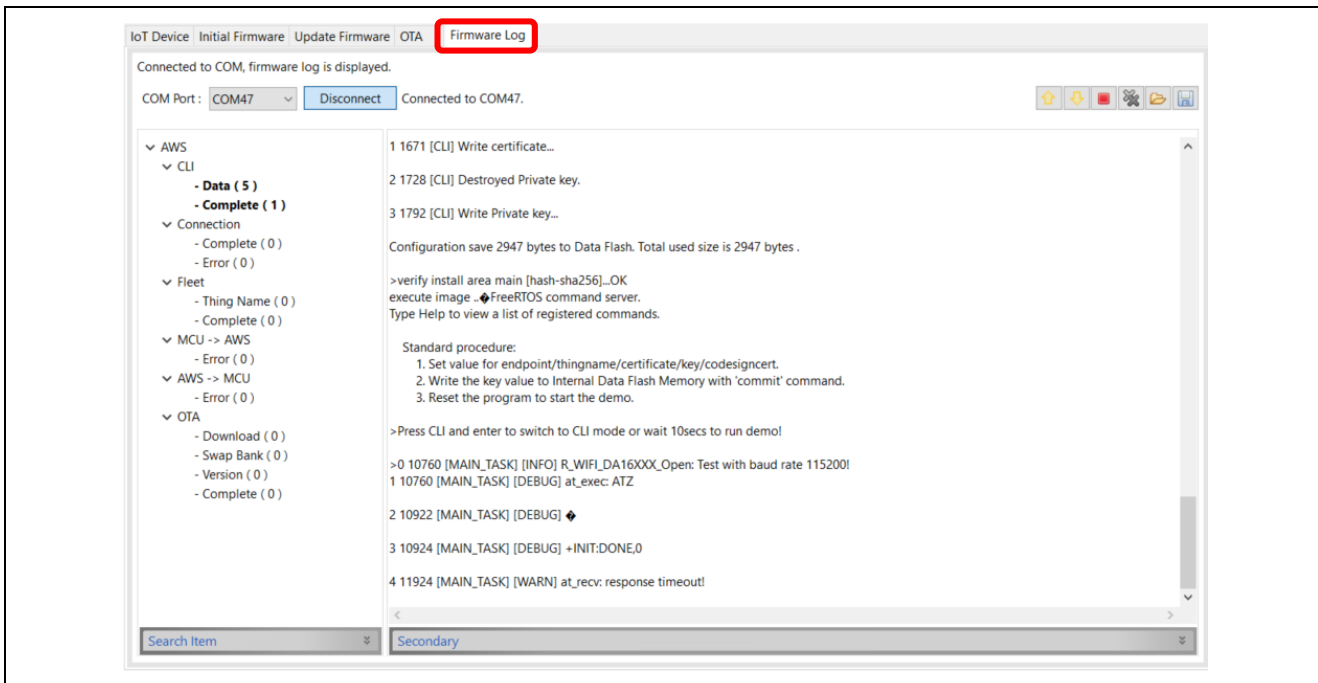 IoT Device Initial Firmware Update Firmware OTA Firmware Log
Connected to COM, firmware log is displayed.
COM Port : COM47 Disconnect Connected to COM47.
AWS
CLI
- Data ( 5 )
- Complete ( 1 )
Connection
- Complete ( 0 )
- Error ( 0 )
Fleet
- Thing Name ( 0 )
- Complete ( 0 )
MCU -> AWS
- Error ( 0 )
AWS -> MCU
- Error ( 0 )
OTA
- Download ( 0 )
- Swap Bank ( 0 )
- Version ( 0 )
- Complete ( 0 )
Search Item
1 1671 [CLI] Write certificate...
2 1728 [CLI] Destroyed Private key.
3 1792 [CLI] Write Private key...
Configuration save 2947 bytes to Data Flash. Total used size is 2947 bytes .
>verify install area main [hash-sha256]...OK
execute image ..�FreeRTOS command server.
Type Help to view a list of registered commands.
Standard procedure:
1. Set value for endpoint/thingname/certificate/key/codesigncert.
2. Write the key value to Internal Data Flash Memory with 'commit' command.
3. Reset the program to start the demo.
>Press CLI and enter to switch to CLI mode or wait 10secs to run demo!
>0 10760 [MAIN_TASK] [INFO] R_WIFI_DA16XXX_Open: Test with baud rate 115200!
1 10760 [MAIN_TASK] [DEBUG] at_exec: ATZ
2 10922 [MAIN_TASK] [DEBUG] �
3 10924 [MAIN_TASK] [DEBUG] +INIT:DONE,0
4 11924 [MAIN_TASK] [WARN] at_recv: response timeout!
Secondary